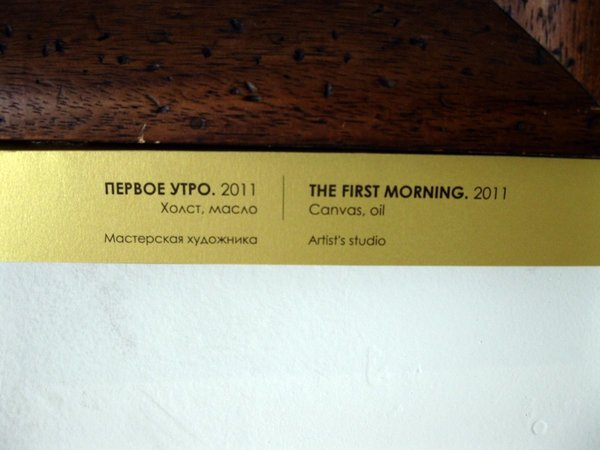 ПЕРВОЕ УТРО. 2011
Холст, масло
Мастерская художника
THE FIRST MORNING. 2011
Canvas, oil
Artist's studio